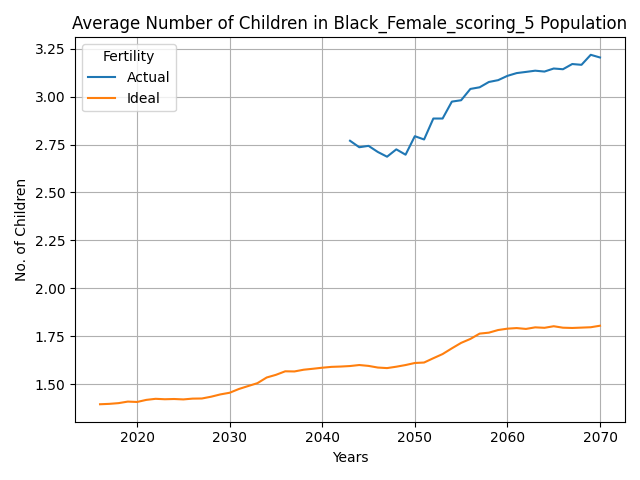 Average Number of Children in Black_Female_scoring_5 Population
Fertility
Actual
Ideal
No. of Children
3.25
3.00
2.75
2.50
2.25
2.00
1.75
1.50
2020 2030 2040 2050 2060 2070
Years